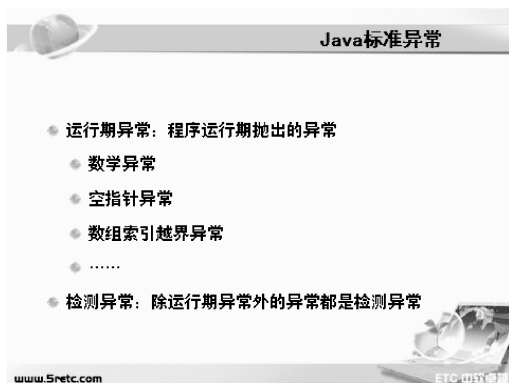 Java标准异常
运行期异常：程序运行期抛出的异常
数学异常
空指针异常
数组索引越界异常
……
检测异常：除运行期异常外的异常都是检测异常
www.5retc.com
ETC 中软卓越